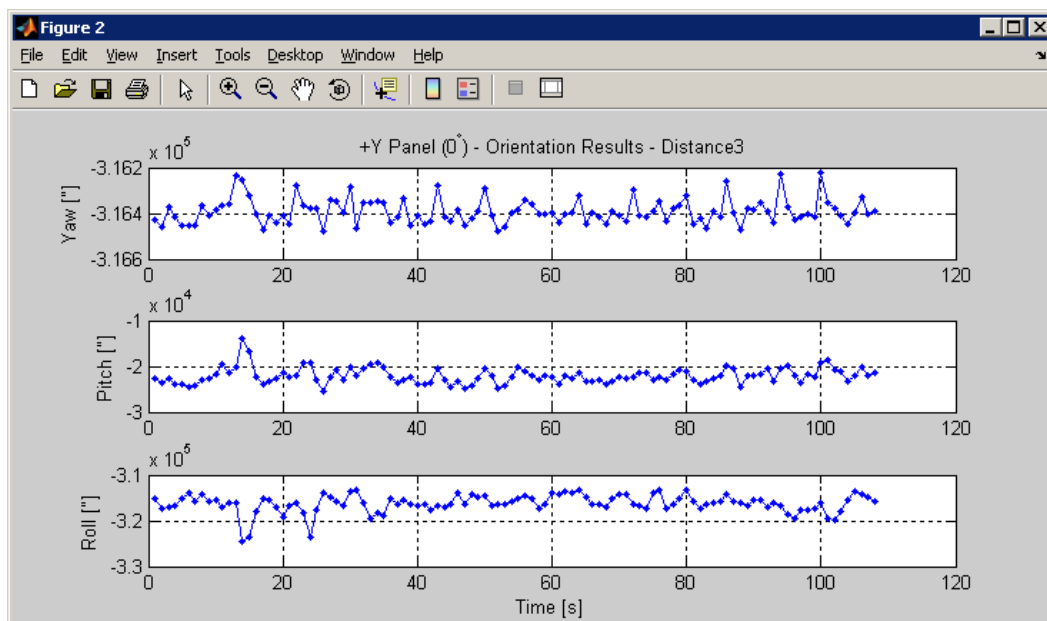 Figure 2
File Edit View Insert Tools Desktop Window Help
+Y Panel (0°) - Orientation Results - Distance3
x 10^5
Yaw ["]
-3.162
-3.164
-3.166
0 20 40 60 80 100 120
x 10^4
Pitch ["]
-1
-2
-3
0 20 40 60 80 100 120
x 10^5
Roll ["]
-3.1
-3.2
-3.3
0 20 40 60 80 100 120
Time [s]